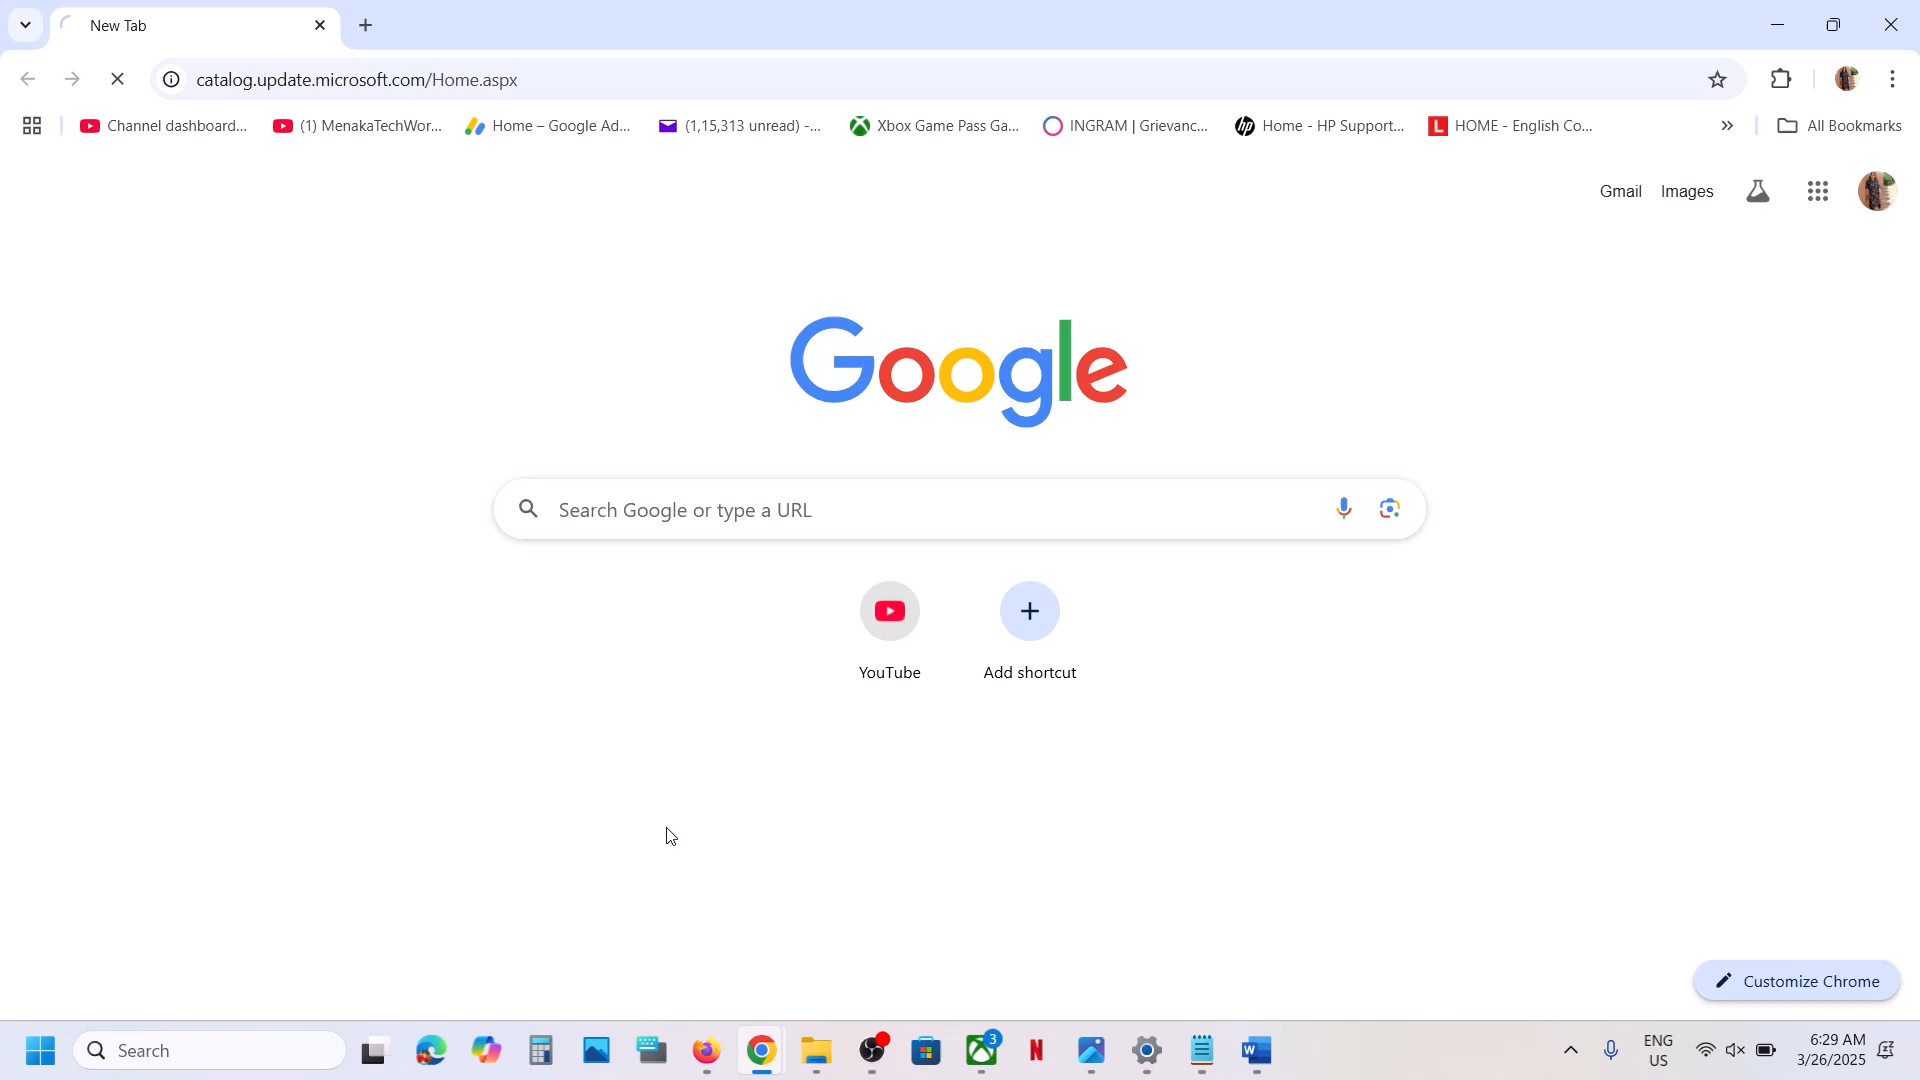 New Tab
catalog.update.microsoft.com/Home.aspx
Channel dashboard...
(1) MenakaTechWor...
Home – Google Ad...
(1,15,313 unread) -...
Xbox Game Pass Ga...
INGRAM | Grievanc...
Home - HP Support...
HOME - English Co...
All Bookmarks
Gmail
Images
Google
Search Google or type a URL
YouTube
Add shortcut
Customize Chrome
Search
3
ENG
US
6:29 AM
3/26/2025